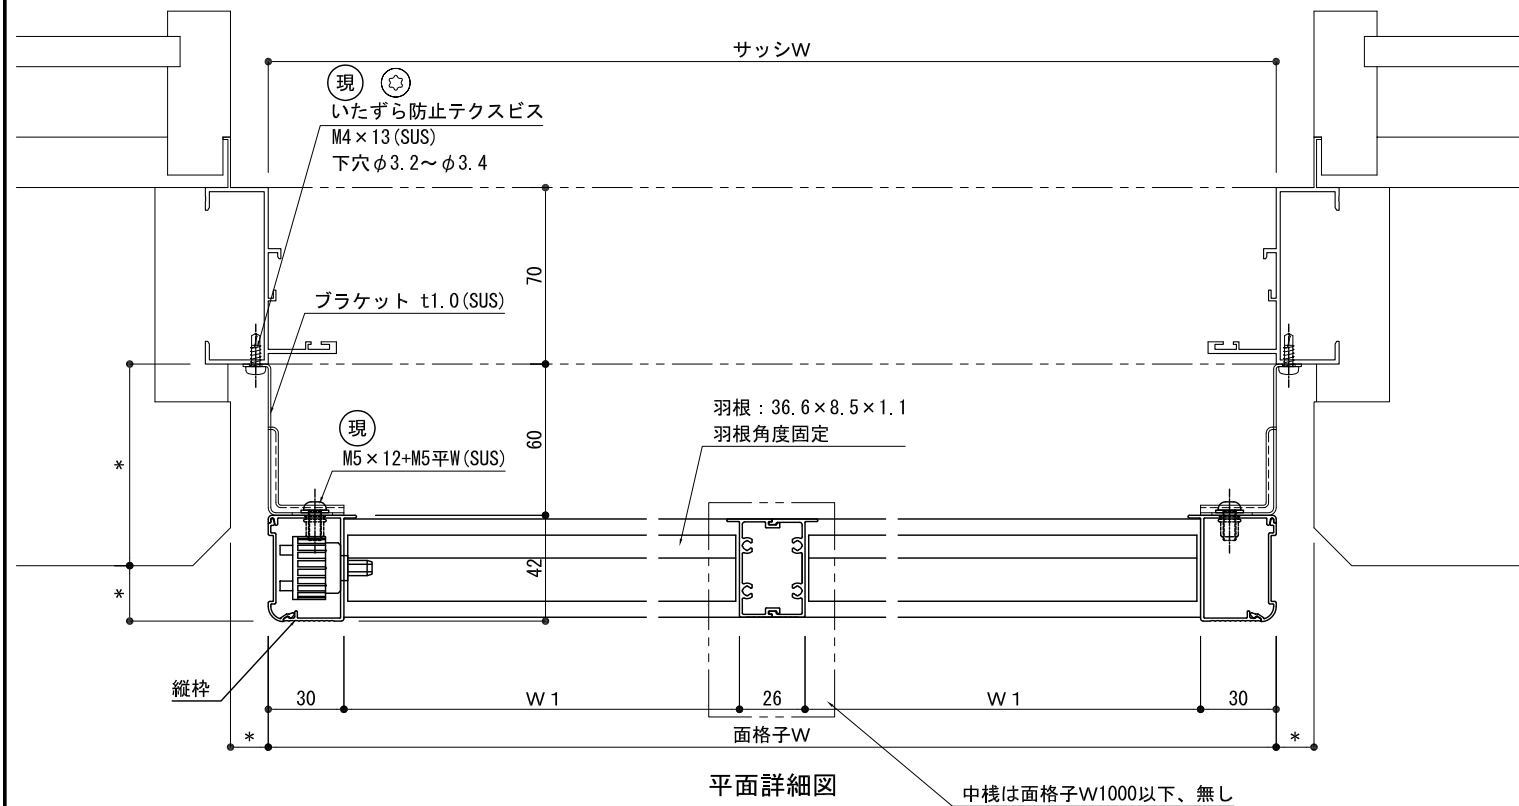 サッシW
現
いたずら防止テクスビス
M4×13(SUS)
下穴φ3.2～φ3.4
70
ブラケット t1.0(SUS)
羽根：36.6×8.5×1.1
羽根角度固定
現
M5×12+M5平W(SUS)
60
*
42
*
縦枠
30
W1
26
W1
30
*
面格子W
*
平面詳細図
中桟は面格子W1000以下、無し